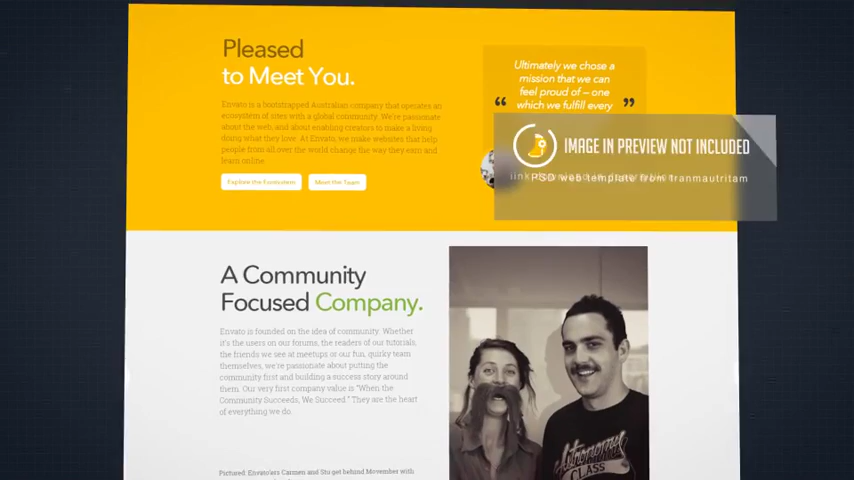 Pleased
to Meet You.
Envato is a bootstrapped Australian company that operates an
ecosystem of sites with a global community. We're passionate
about the web, and about enabling creators to make a living
doing what they love. At Envato, we make websites that help
people from all over the world change the way they earn and
learn online.
Explore the Ecosystem
Meet the Team
Ultimately we chose a
mission that we can
feel proud of – one
“ which we fulfill every ”
IMAGE IN PREVIEW NOT INCLUDED
PSD web template from tranmautritam
A Community
Focused Company.
Envato is founded on the idea of community. Whether
it's the users on our forums, the readers of our tutorials,
the friends we see at meetups or our fun, quirky team
themselves, we're passionate about putting the
community first and building a success story around
them. Our very first company value is "When the
Community Succeeds, We Succeed." They are the heart
of everything we do.
Pictured: Envato'ers Carmen and Stu get behind Movember with
CLASS